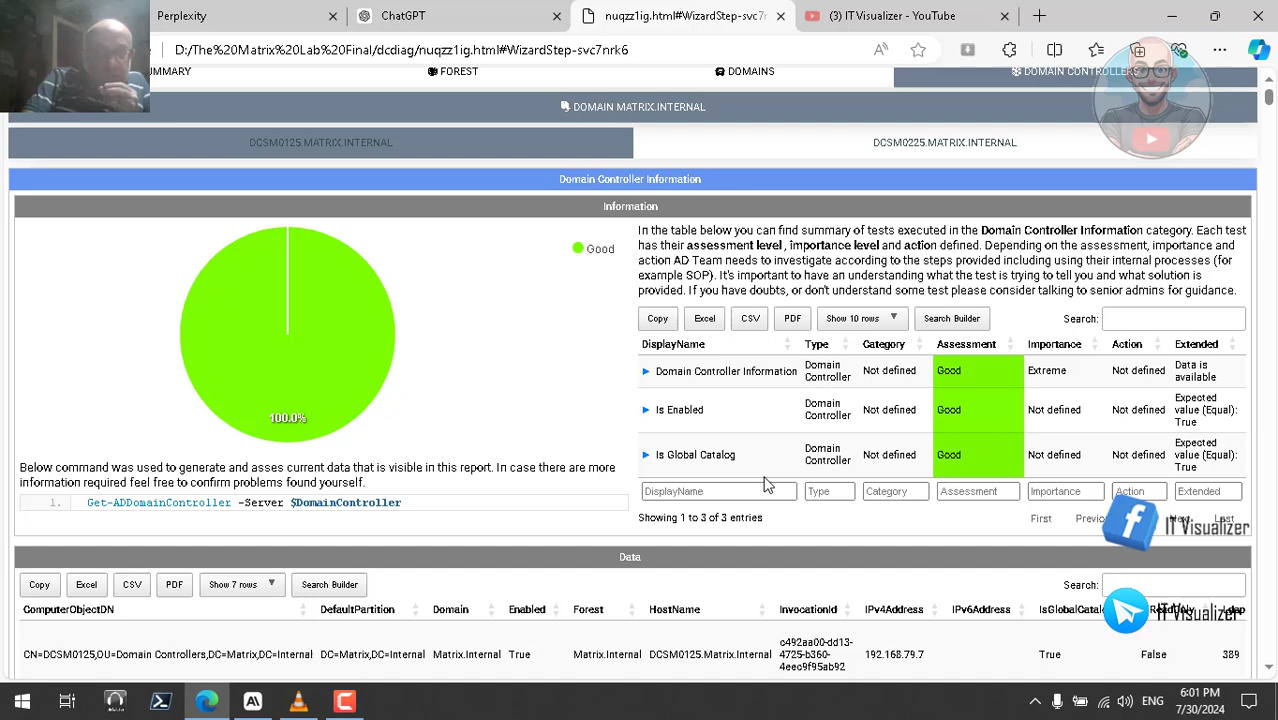 Perplexity
ChatGPT
nuqzz1ig.html#WizardStep-svc7r
(3) IT Visualizer - YouTube
D:/The%20Matrix%20Lab%20Final/dcdiag/nuqzz1ig.html#WizardStep-svc7nrk6
UMMARY
FOREST
DOMAINS
DOMAIN CONTROLLERS
DOMAIN MATRIX.INTERNAL
DCSM0125.MATRIX.INTERNAL
DCSM0225.MATRIX.INTERNAL
Domain Controller Information
Information
Good
100.0%
Below command was used to generate and asses current data that is visible in this report. In case there are more
information required feel free to confirm problems found yourself.
1. Get-ADDomainController -Server $DomainController
In the table below you can find summary of tests executed in the Domain Controller Information category. Each test
has their assessment level , importance level and action defined. Depending on the assessment, importance and
action AD Team needs to investigate according to the steps provided including using their internal processes (for
example SOP). It's important to have an understanding what the test is trying to tell you and what solution is
provided. If you have doubts, or don't understand some test please consider talking to senior admins for guidance.
Copy Excel CSV PDF Show 10 rows Search Builder Search:
DisplayName Type Category Assessment Importance Action Extended
Domain Controller Information Domain Controller Not defined Good Extreme Not defined Data is available
Is Enabled Domain Controller Not defined Good Not defined Not defined Expected value (Equal): True
Is Global Catalog Domain Controller Not defined Good Not defined Not defined Expected value (Equal): True
DisplayName Type Category Assessment Importance Action Extended
Showing 1 to 3 of 3 entries
First Previo Next Last
IT Visualizer
Data
Copy Excel CSV PDF Show 7 rows Search Builder Search:
ComputerObjectDN DefaultPartition Domain Enabled Forest HostName InvocationId IPv4Address IPv6Address IsGlobalCatalo ReadOnly Ldap
IT Visualizer
CN=DCSM0125,OU=Domain Controllers,DC=Matrix,DC=Internal DC=Matrix,DC=Internal Matrix.Internal True Matrix.Internal DCSM0125.Matrix.Internal c492aa00-dd13-4725-b360-4eec9f95ab92 192.168.79.7 True False 389
ENG
6:01 PM
7/30/2024